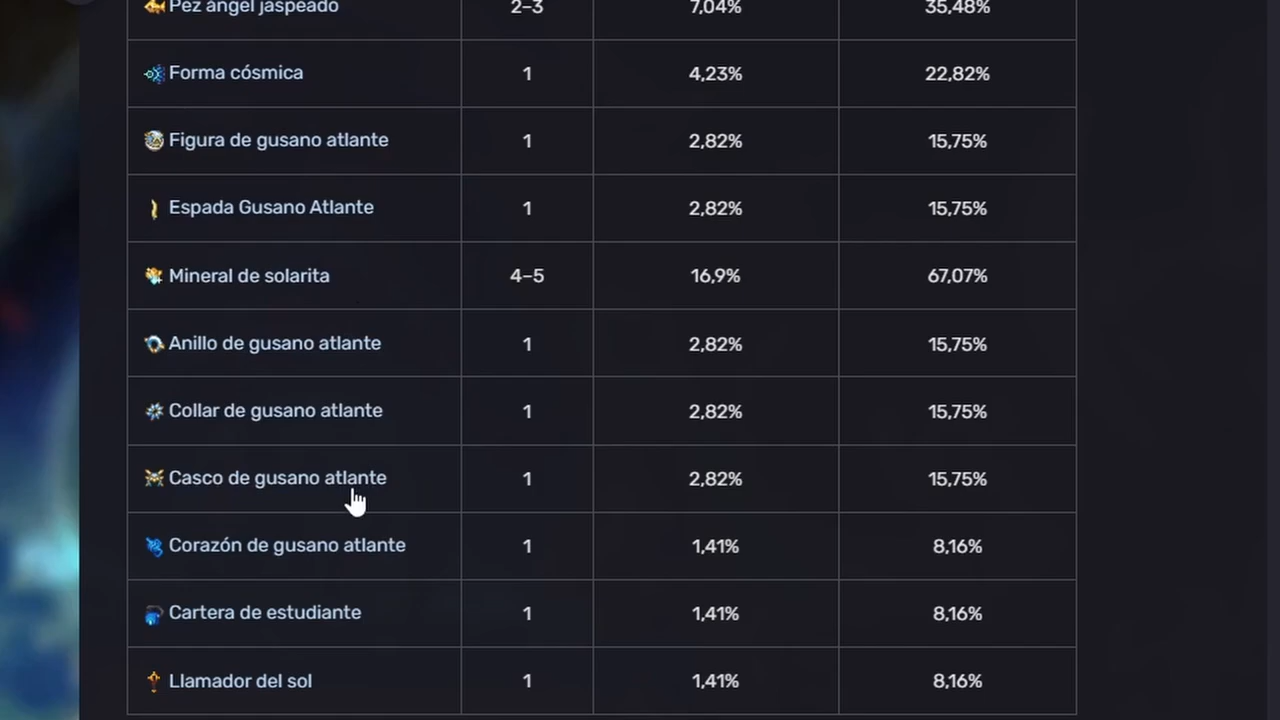 Pez ángel jaspeado 2–3 7,04% 35,48%
Forma cósmica 1 4,23% 22,82%
Figura de gusano atlante 1 2,82% 15,75%
Espada Gusano Atlante 1 2,82% 15,75%
Mineral de solarita 4–5 16,9% 67,07%
Anillo de gusano atlante 1 2,82% 15,75%
Collar de gusano atlante 1 2,82% 15,75%
Casco de gusano atlante 1 2,82% 15,75%
Corazón de gusano atlante 1 1,41% 8,16%
Cartera de estudiante 1 1,41% 8,16%
Llamador del sol 1 1,41% 8,16%